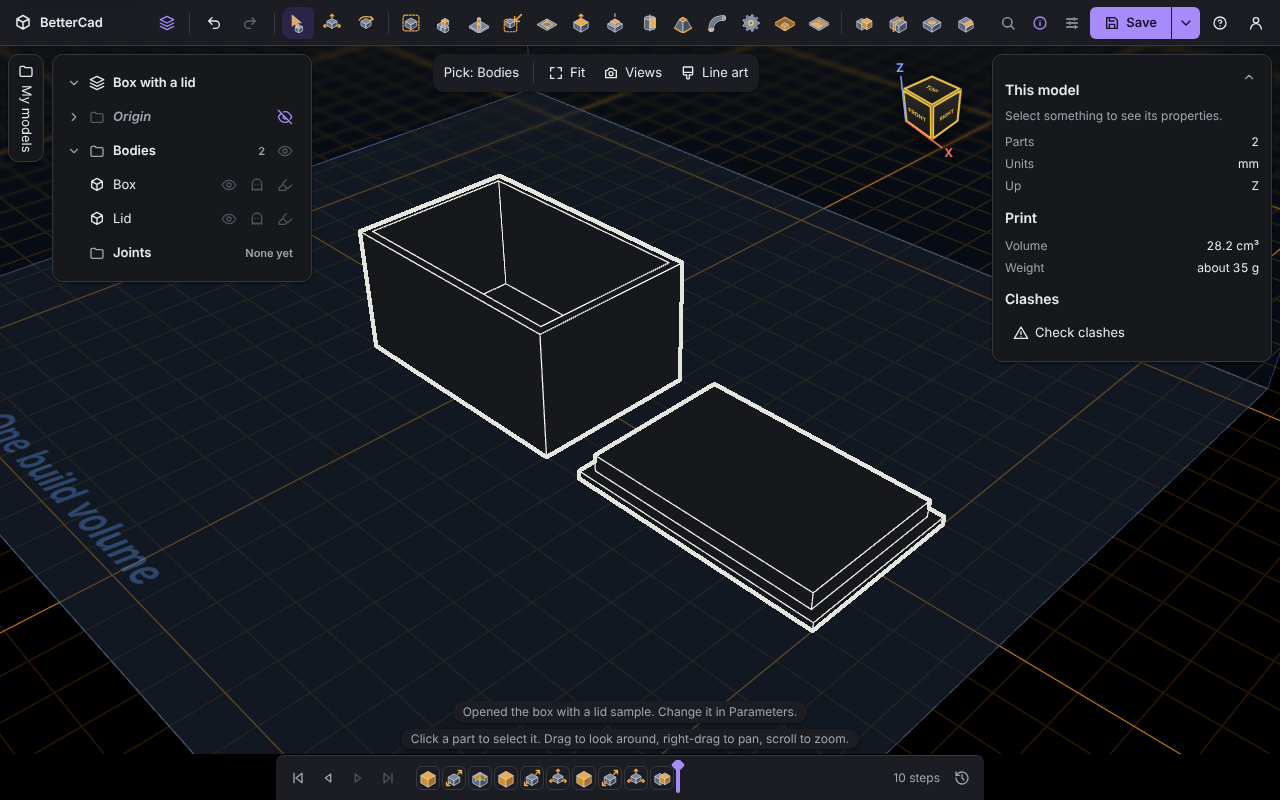 BetterCad
Save
My models
Box with a lid
Origin
Bodies 2
Box
Lid
Joints None yet
Pick: Bodies Fit Views Line art
Z
TOP
FRONT RIGHT
X
This model
Select something to see its properties.
Parts 2
Units mm
Up Z
Print
Volume 28.2 cm³
Weight about 35 g
Clashes
Check clashes
One build volume
Opened the box with a lid sample. Change it in Parameters.
Click a part to select it. Drag to look around, right-drag to pan, scroll to zoom.
10 steps